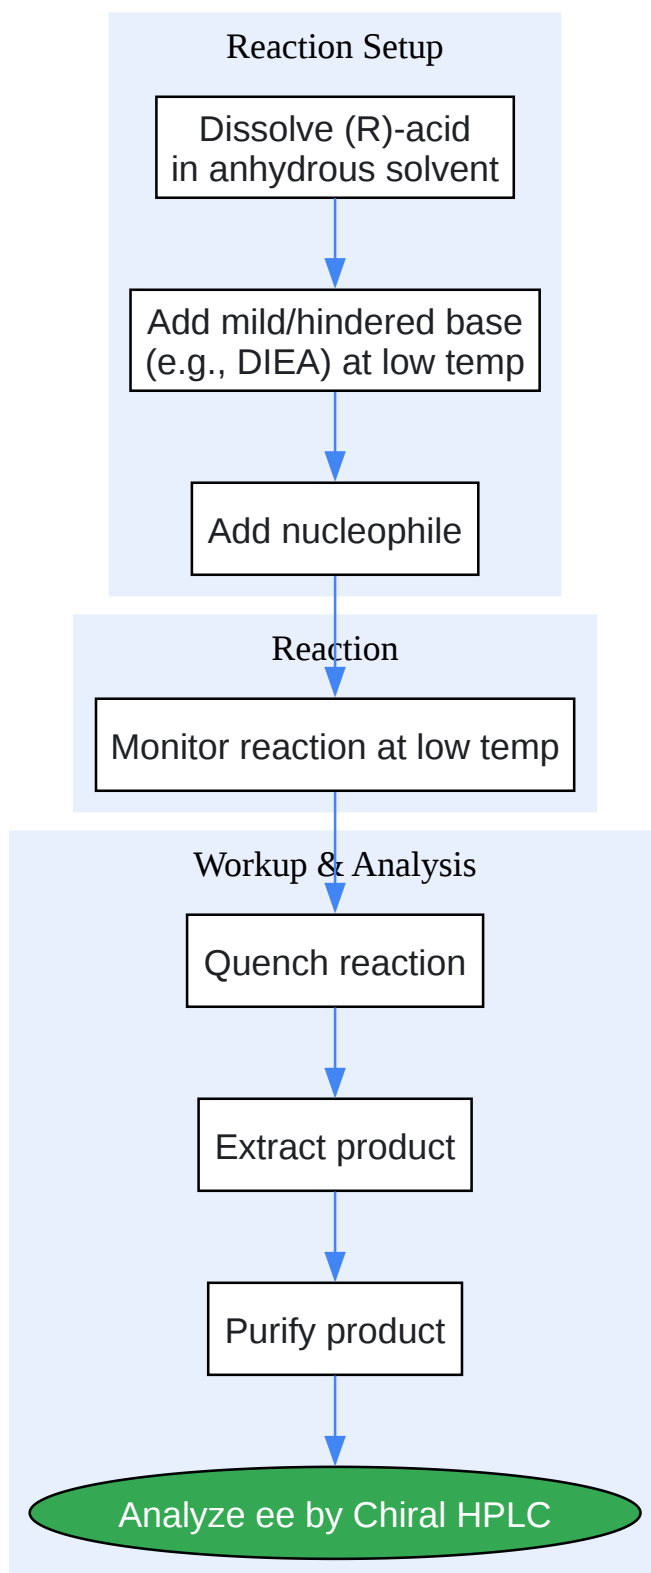 Reaction Setup
Dissolve (R)-acid
in anhydrous solvent
Add mild/hindered base
(e.g., DIEA) at low temp
Add nucleophile
Reaction
Monitor reaction at low temp
Workup & Analysis
Quench reaction
Extract product
Purify product
Analyze ee by Chiral HPLC